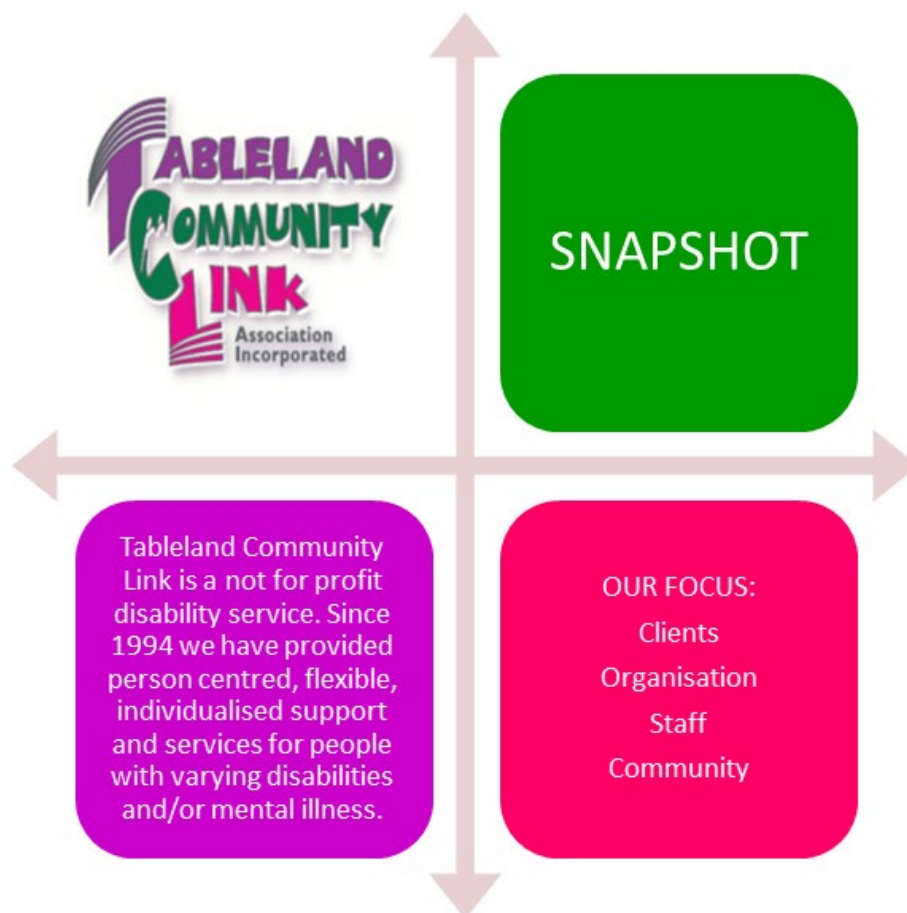 TABLELAND
COMMUNITY
LINK
Association
Incorporated
SNAPSHOT
Tableland Community
Link is a not for profit
disability service. Since
1994 we have provided
person centred, flexible,
individualised support
and services for people
with varying disabilities
and/or mental illness.
OUR FOCUS:
Clients
Organisation
Staff
Community